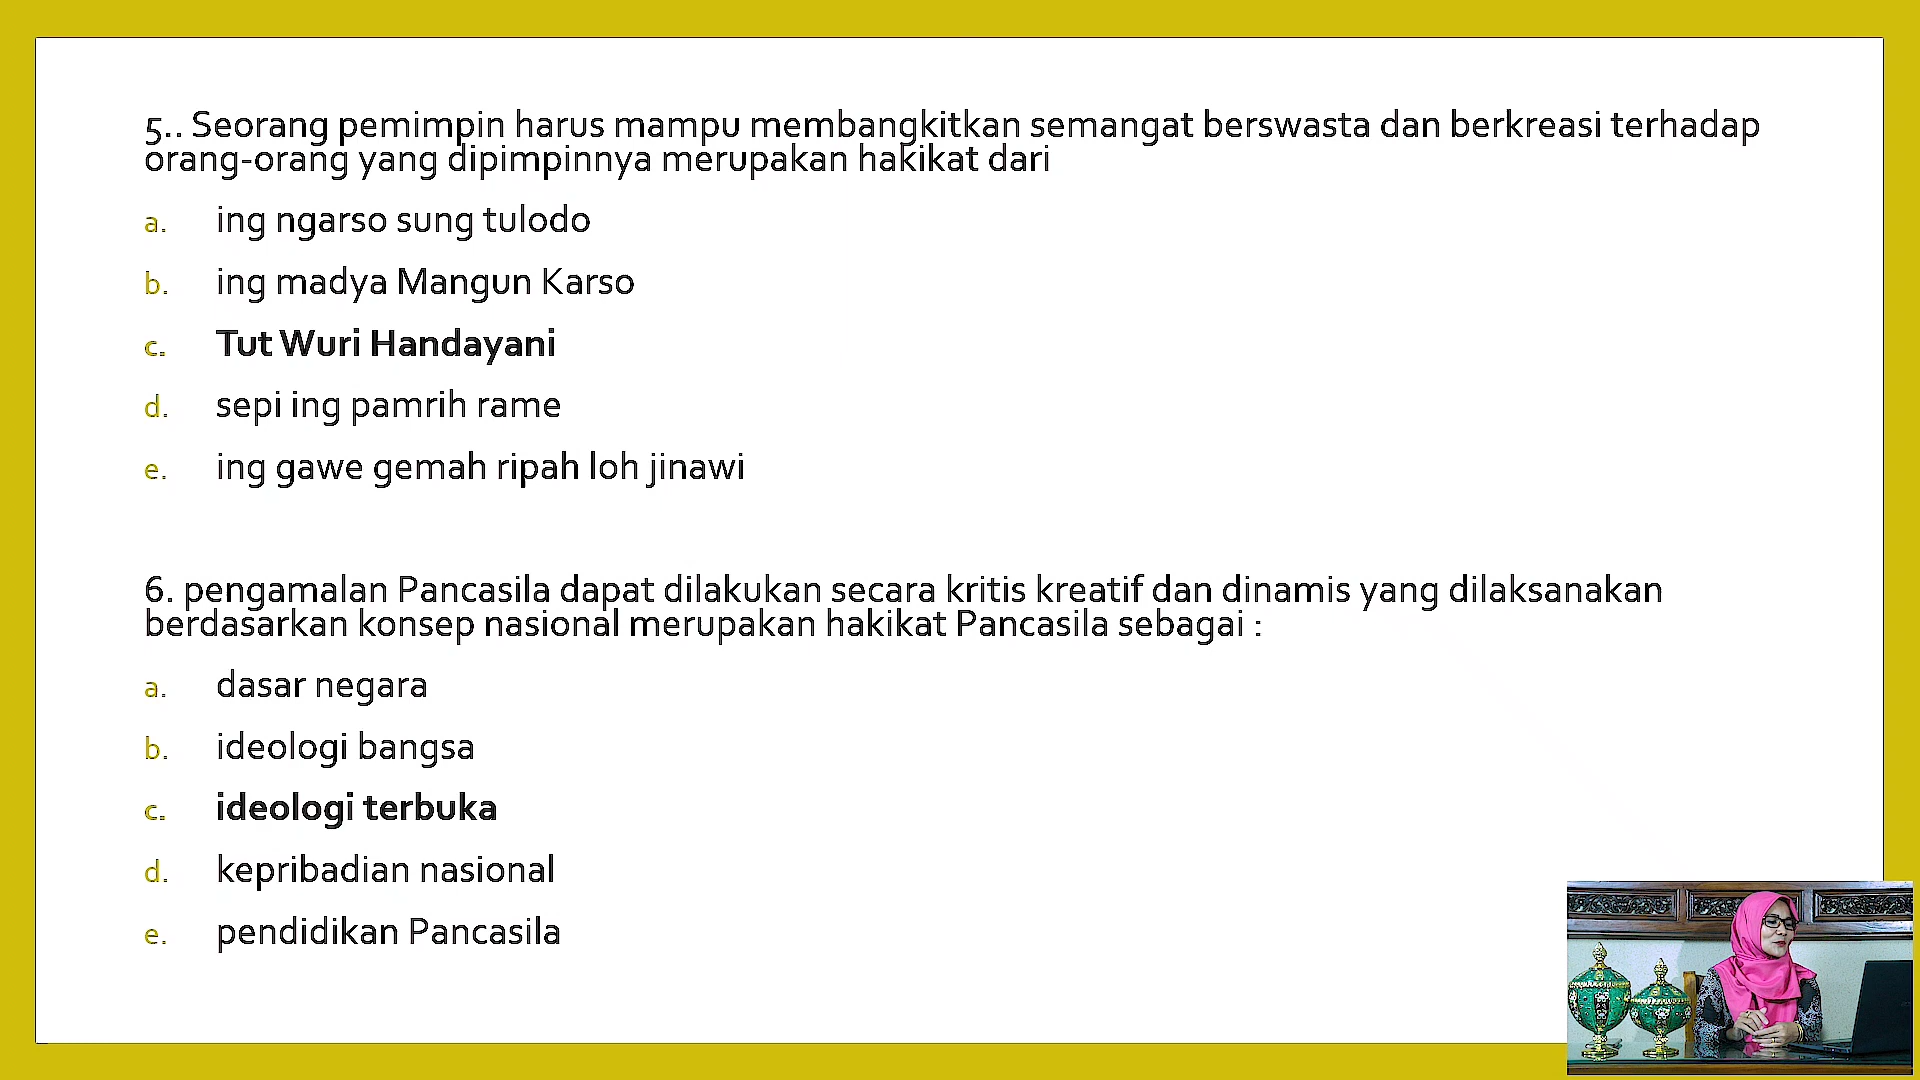 5.. Seorang pemimpin harus mampu membangkitkan semangat berswasta dan berkreasi terhadap
orang-orang yang dipimpinnya merupakan hakikat dari
a. ing ngarso sung tulodo
b. ing madya Mangun Karso
c. Tut Wuri Handayani
d. sepi ing pamrih rame
e. ing gawe gemah ripah loh jinawi
6. pengamalan Pancasila dapat dilakukan secara kritis kreatif dan dinamis yang dilaksanakan
berdasarkan konsep nasional merupakan hakikat Pancasila sebagai :
a. dasar negara
b. ideologi bangsa
c. ideologi terbuka
d. kepribadian nasional
e. pendidikan Pancasila